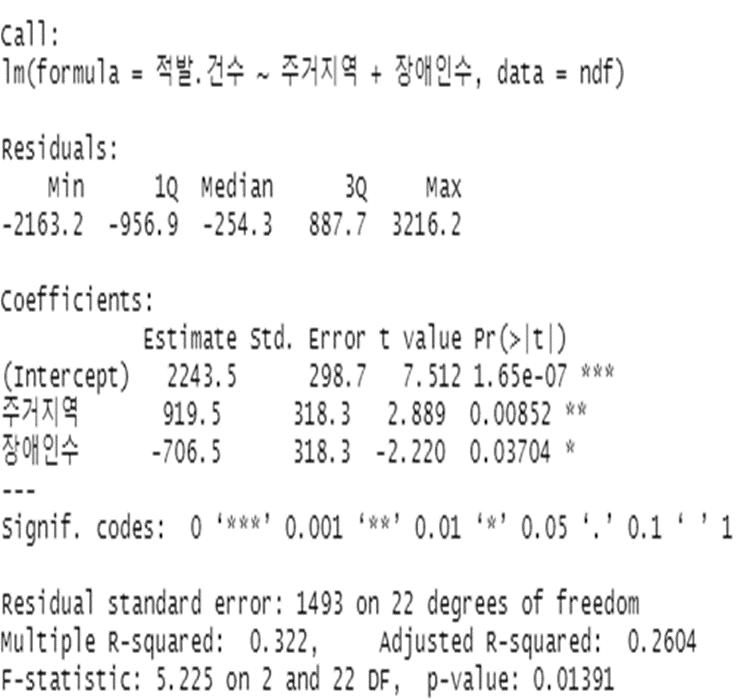 Call:
lm(formula = 적발.건수 ~ 주거지역 + 장애인수, data = ndf)
Residuals:
Min 1Q Median 3Q Max
-2163.2 -956.9 -254.3 887.7 3216.2
Coefficients:
Estimate Std. Error t value Pr(>|t|)
(Intercept) 2243.5 298.7 7.512 1.65e-07 ***
주거지역 919.5 318.3 2.889 0.00852 **
장애인수 -706.5 318.3 -2.220 0.03704 *
---
Signif. codes: 0 ‘***’ 0.001 ‘**’ 0.01 ‘*’ 0.05 ‘.’ 0.1 ‘ ’ 1
Residual standard error: 1493 on 22 degrees of freedom
Multiple R-squared: 0.322, Adjusted R-squared: 0.2604
F-statistic: 5.225 on 2 and 22 DF, p-value: 0.01391